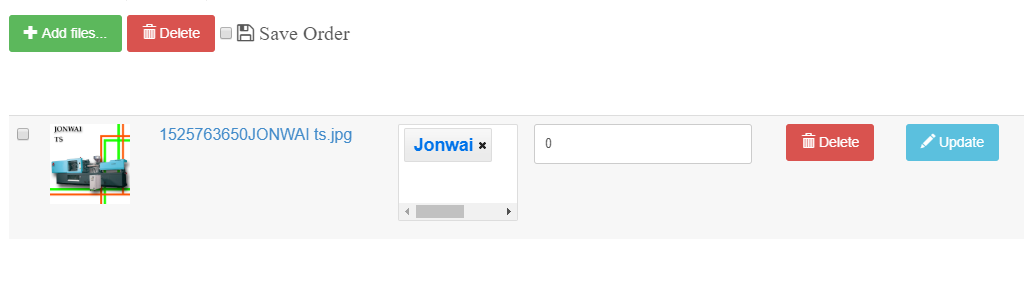 Add files...
Delete
Save Order
JONWAI
TS
1525763650JONWAI ts.jpg
Jonwai ×
0
Delete
Update